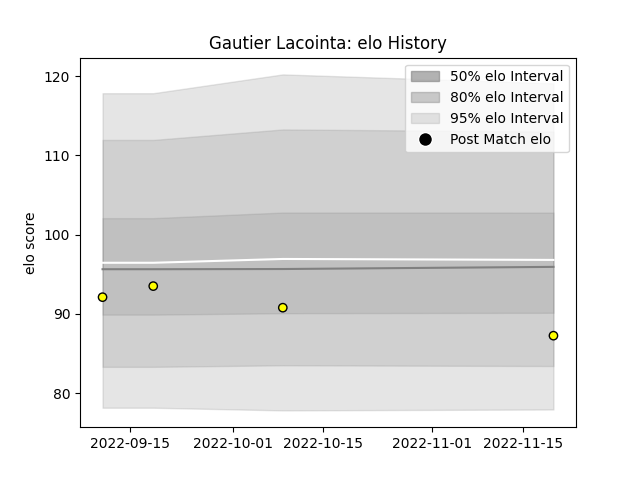 Gautier Lacointa: elo History
50% elo Interval
80% elo Interval
95% elo Interval
Post Match elo
elo score
120
110
100
90
80
2022-09-15 2022-10-01 2022-10-15 2022-11-01 2022-11-15